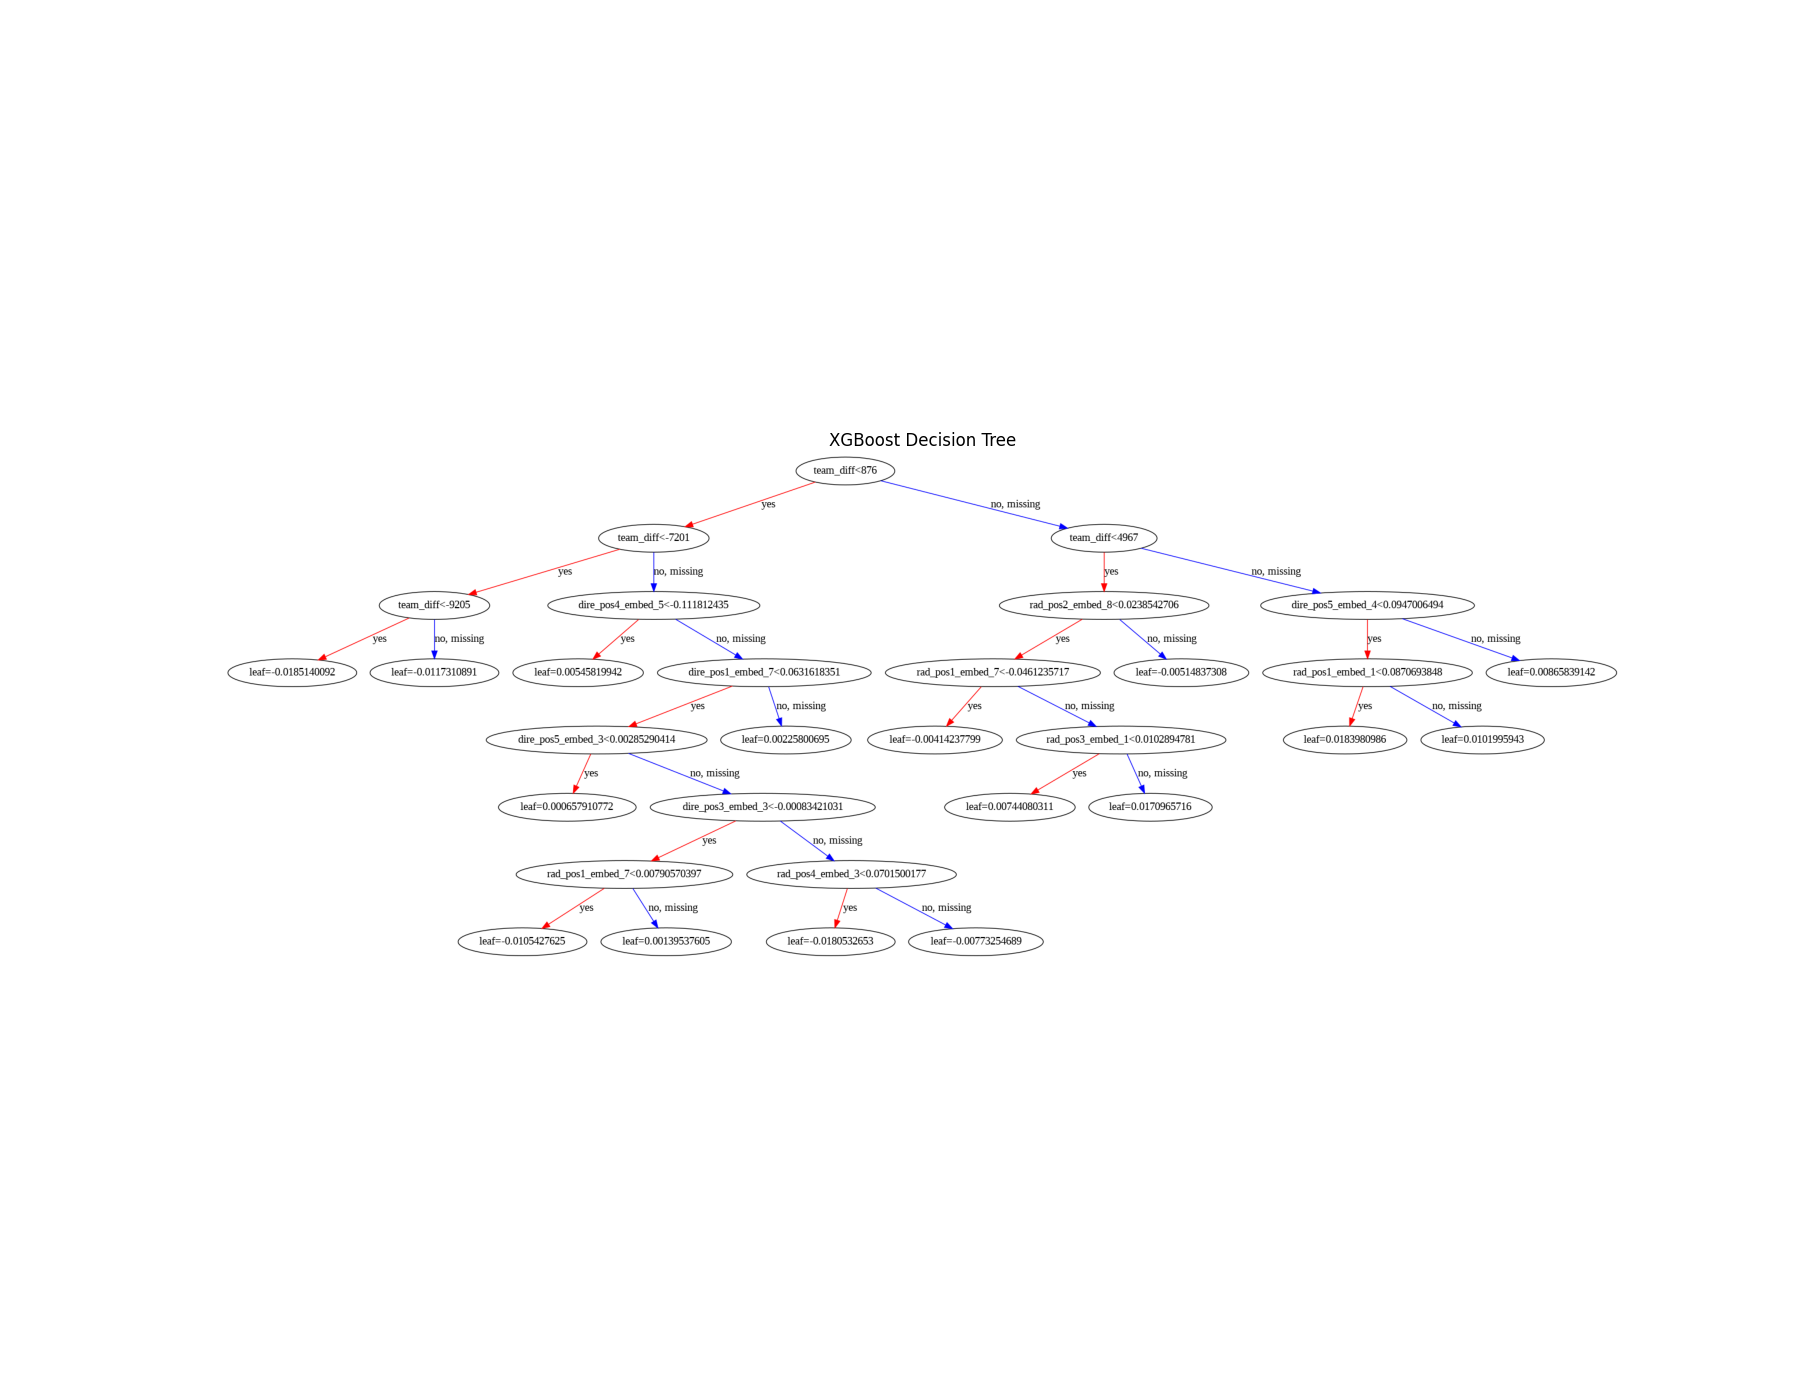 XGBoost Decision Tree
team_diff<876
yes
no, missing
team_diff<-7201
team_diff<4967
yes
no, missing
yes
no, missing
team_diff<-9205
dire_pos4_embed_5<-0.111812435
rad_pos2_embed_8<0.0238542706
dire_pos5_embed_4<0.0947006494
yes
no, missing
yes
no, missing
yes
no, missing
yes
no, missing
leaf=-0.0185140092
leaf=-0.0117310891
leaf=0.00545819942
dire_pos1_embed_7<0.0631618351
rad_pos1_embed_7<-0.0461235717
leaf=-0.00514837308
rad_pos1_embed_1<0.0870693848
leaf=0.00865839142
yes
no, missing
yes
no, missing
yes
no, missing
dire_pos5_embed_3<0.00285290414
leaf=0.00225800695
leaf=-0.00414237799
rad_pos3_embed_1<0.0102894781
leaf=0.0183980986
leaf=0.0101995943
yes
no, missing
yes
no, missing
leaf=0.000657910772
dire_pos3_embed_3<-0.00083421031
leaf=0.00744080311
leaf=0.0170965716
yes
no, missing
rad_pos1_embed_7<0.00790570397
rad_pos4_embed_3<0.0701500177
yes
no, missing
yes
no, missing
leaf=-0.0105427625
leaf=0.00139537605
leaf=-0.0180532653
leaf=-0.00773254689